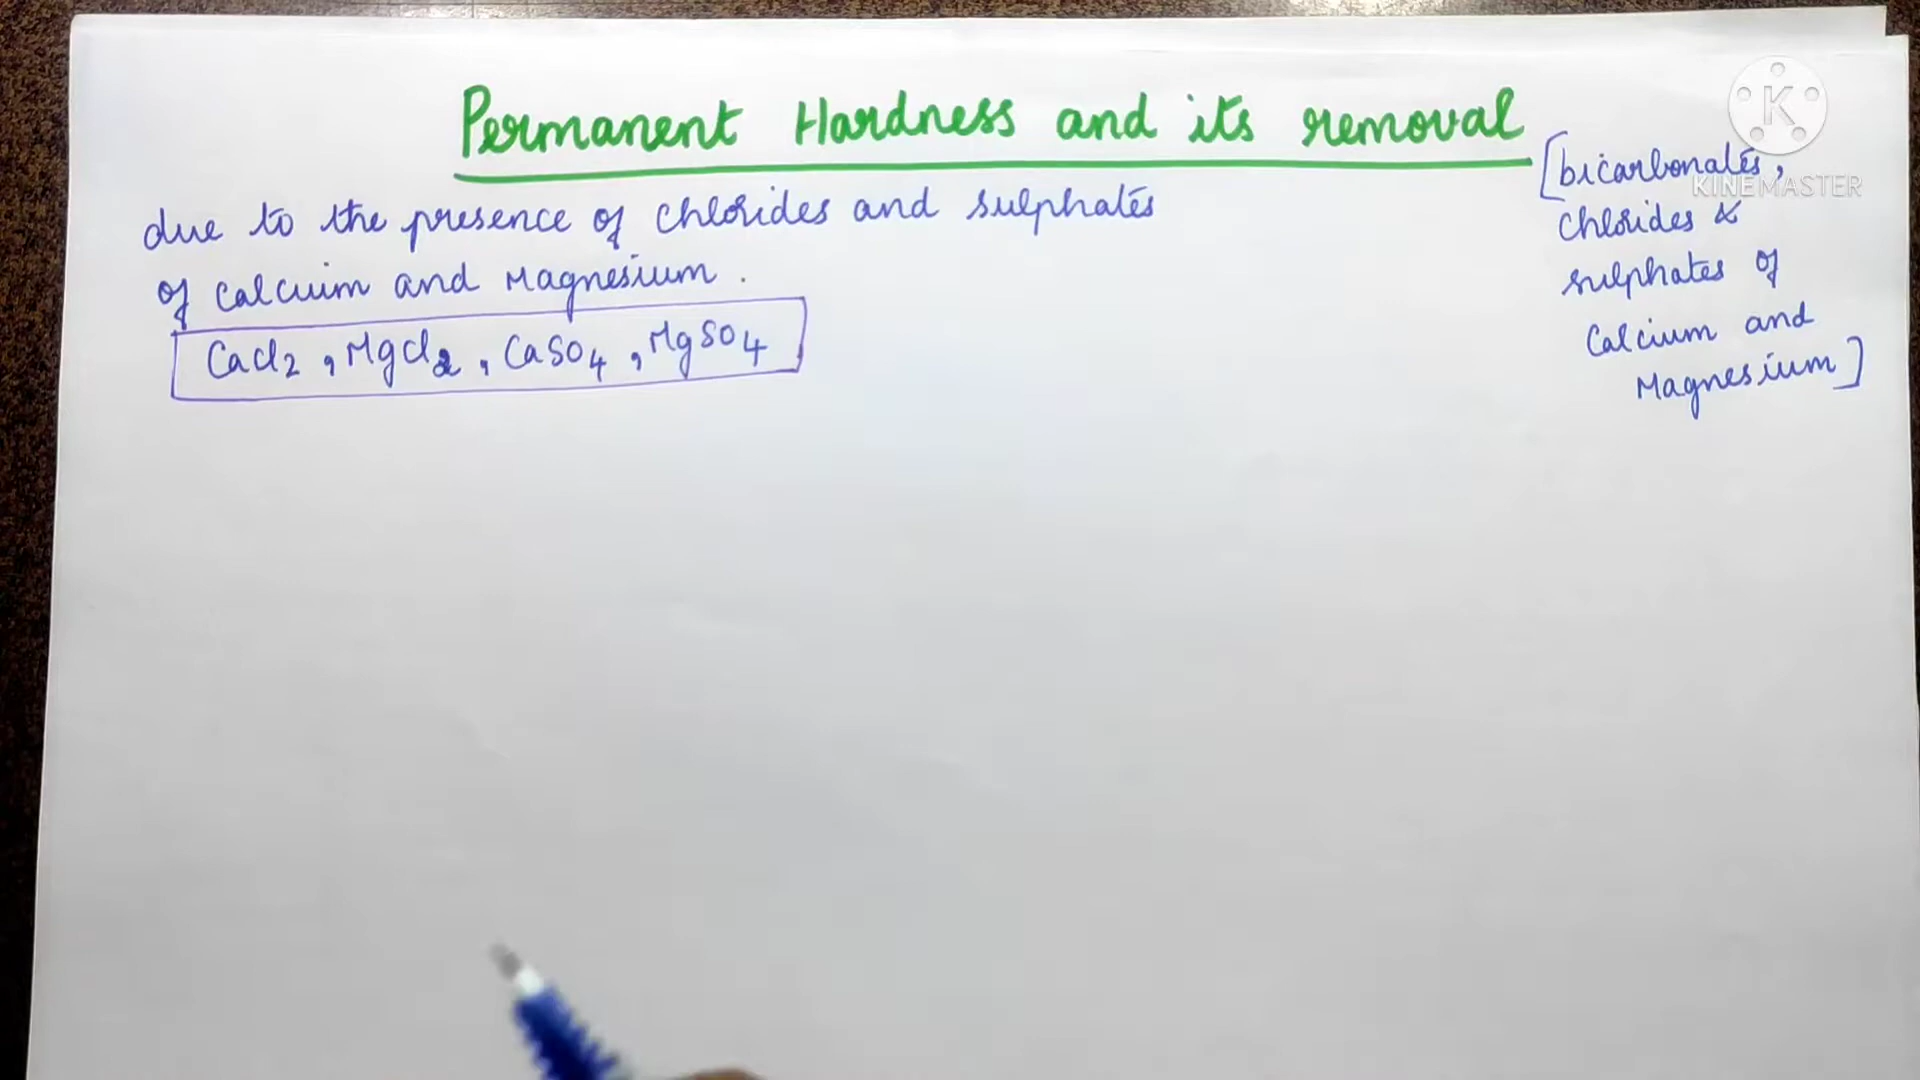 Permanent Hardness and its removal
due to the presence of chlorides and sulphates
of calcium and Magnesium.
CaCl2, MgCl2, CaSO4, MgSO4
[bicarbonates,
chlorides &
sulphates of
Calcium and
Magnesium]
K
KINEMASTER